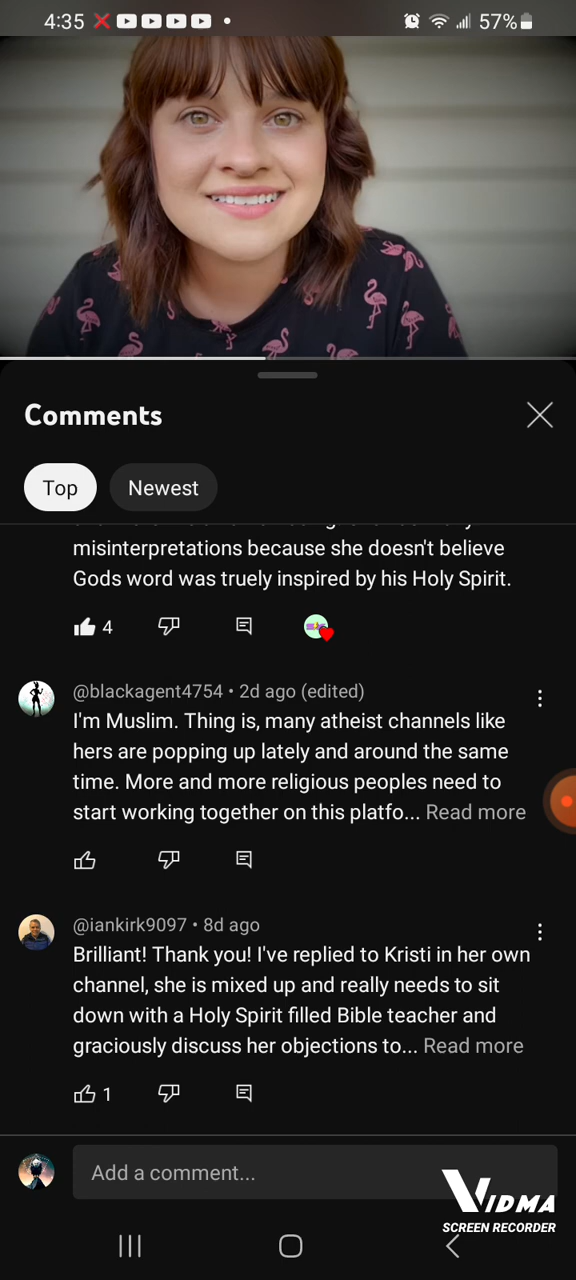 4:35
57%
Comments
Top
Newest
misinterpretations because she doesn't believe
Gods word was truely inspired by his Holy Spirit.
4
@blackagent4754 • 2d ago (edited)
I'm Muslim. Thing is, many atheist channels like
hers are popping up lately and around the same
time. More and more religious peoples need to
start working together on this platfo... Read more
@iankirk9097 • 8d ago
Brilliant! Thank you! I've replied to Kristi in her own
channel, she is mixed up and really needs to sit
down with a Holy Spirit filled Bible teacher and
graciously discuss her objections to... Read more
1
Add a comment...
VIDMA
SCREEN RECORDER